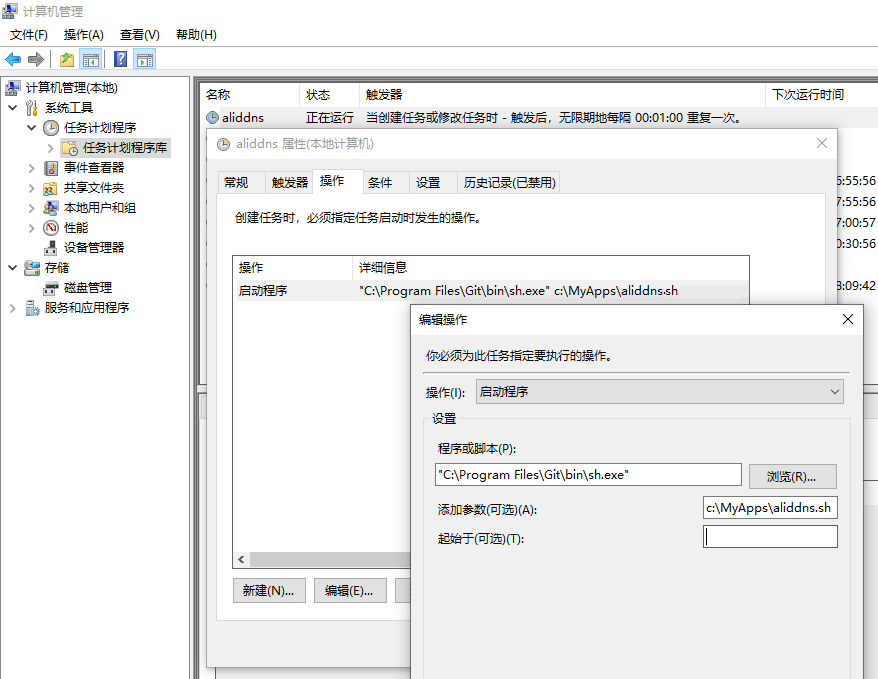 计算机管理
文件(F) 操作(A) 查看(V) 帮助(H)
计算机管理(本地)
系统工具
任务计划程序
任务计划程序库
事件查看器
共享文件夹
本地用户和组
性能
设备管理器
存储
磁盘管理
服务和应用程序
名称 状态 触发器 下次运行时间
aliddns 正在运行 当创建任务或修改任务时 - 触发后，无限期地每隔 00:01:00 重复一次。
aliddns 属性(本地计算机)
常规 触发器 操作 条件 设置 历史记录(已禁用)
创建任务时，必须指定任务启动时发生的操作。
操作 详细信息
启动程序 "C:\Program Files\Git\bin\sh.exe" c:\MyApps\aliddns.sh
新建(N)... 编辑(E)...
:55:56
:55:56
:00:57
:30:56
:09:42
编辑操作
你必须为此任务指定要执行的操作。
操作(I): 启动程序
设置
程序或脚本(P):
"C:\Program Files\Git\bin\sh.exe" 浏览(R)...
添加参数(可选)(A): c:\MyApps\aliddns.sh
起始于(可选)(T):